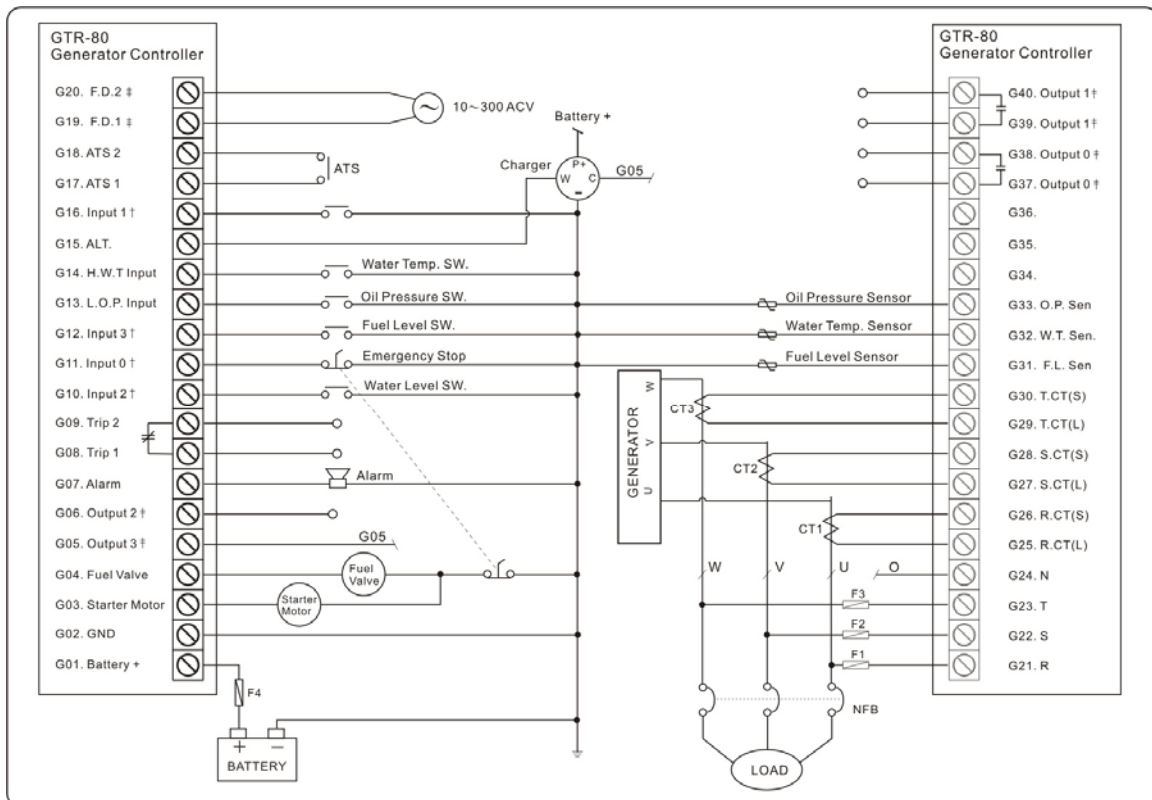 GTR-80
Generator Controller
G20. F.D.2 ‡
G19. F.D.1 ‡
G18. ATS 2
G17. ATS 1
G16. Input 1 †
G15. ALT.
G14. H.W.T Input
G13. L.O.P. Input
G12. Input 3 †
G11. Input 0 †
G10. Input 2 †
G09. Trip 2
G08. Trip 1
G07. Alarm
G06. Output 2 ‡
G05. Output 3 ‡
G04. Fuel Valve
G03. Starter Motor
G02. GND
G01. Battery +
10~300 ACV
ATS
Battery +
Charger
P+
W
C
-
G05
Water Temp. SW.
Oil Pressure SW.
Fuel Level SW.
Emergency Stop
Water Level SW.
Alarm
G05
Fuel
Valve
Starter
Motor
F4
+ -
BATTERY
Oil Pressure Sensor
Water Temp. Sensor
Fuel Level Sensor
GENERATOR
W
V
U
CT3
CT2
CT1
W
V
U
O
F3
F2
F1
NFB
LOAD
GTR-80
Generator Controller
G40. Output 1†
G39. Output 1†
G38. Output 0 ‡
G37. Output 0 ‡
G36.
G35.
G34.
G33. O.P. Sen
G32. W.T. Sen.
G31. F.L. Sen
G30. T.CT(S)
G29. T.CT(L)
G28. S.CT(S)
G27. S.CT(L)
G26. R.CT(S)
G25. R.CT(L)
G24. N
G23. T
G22. S
G21. R